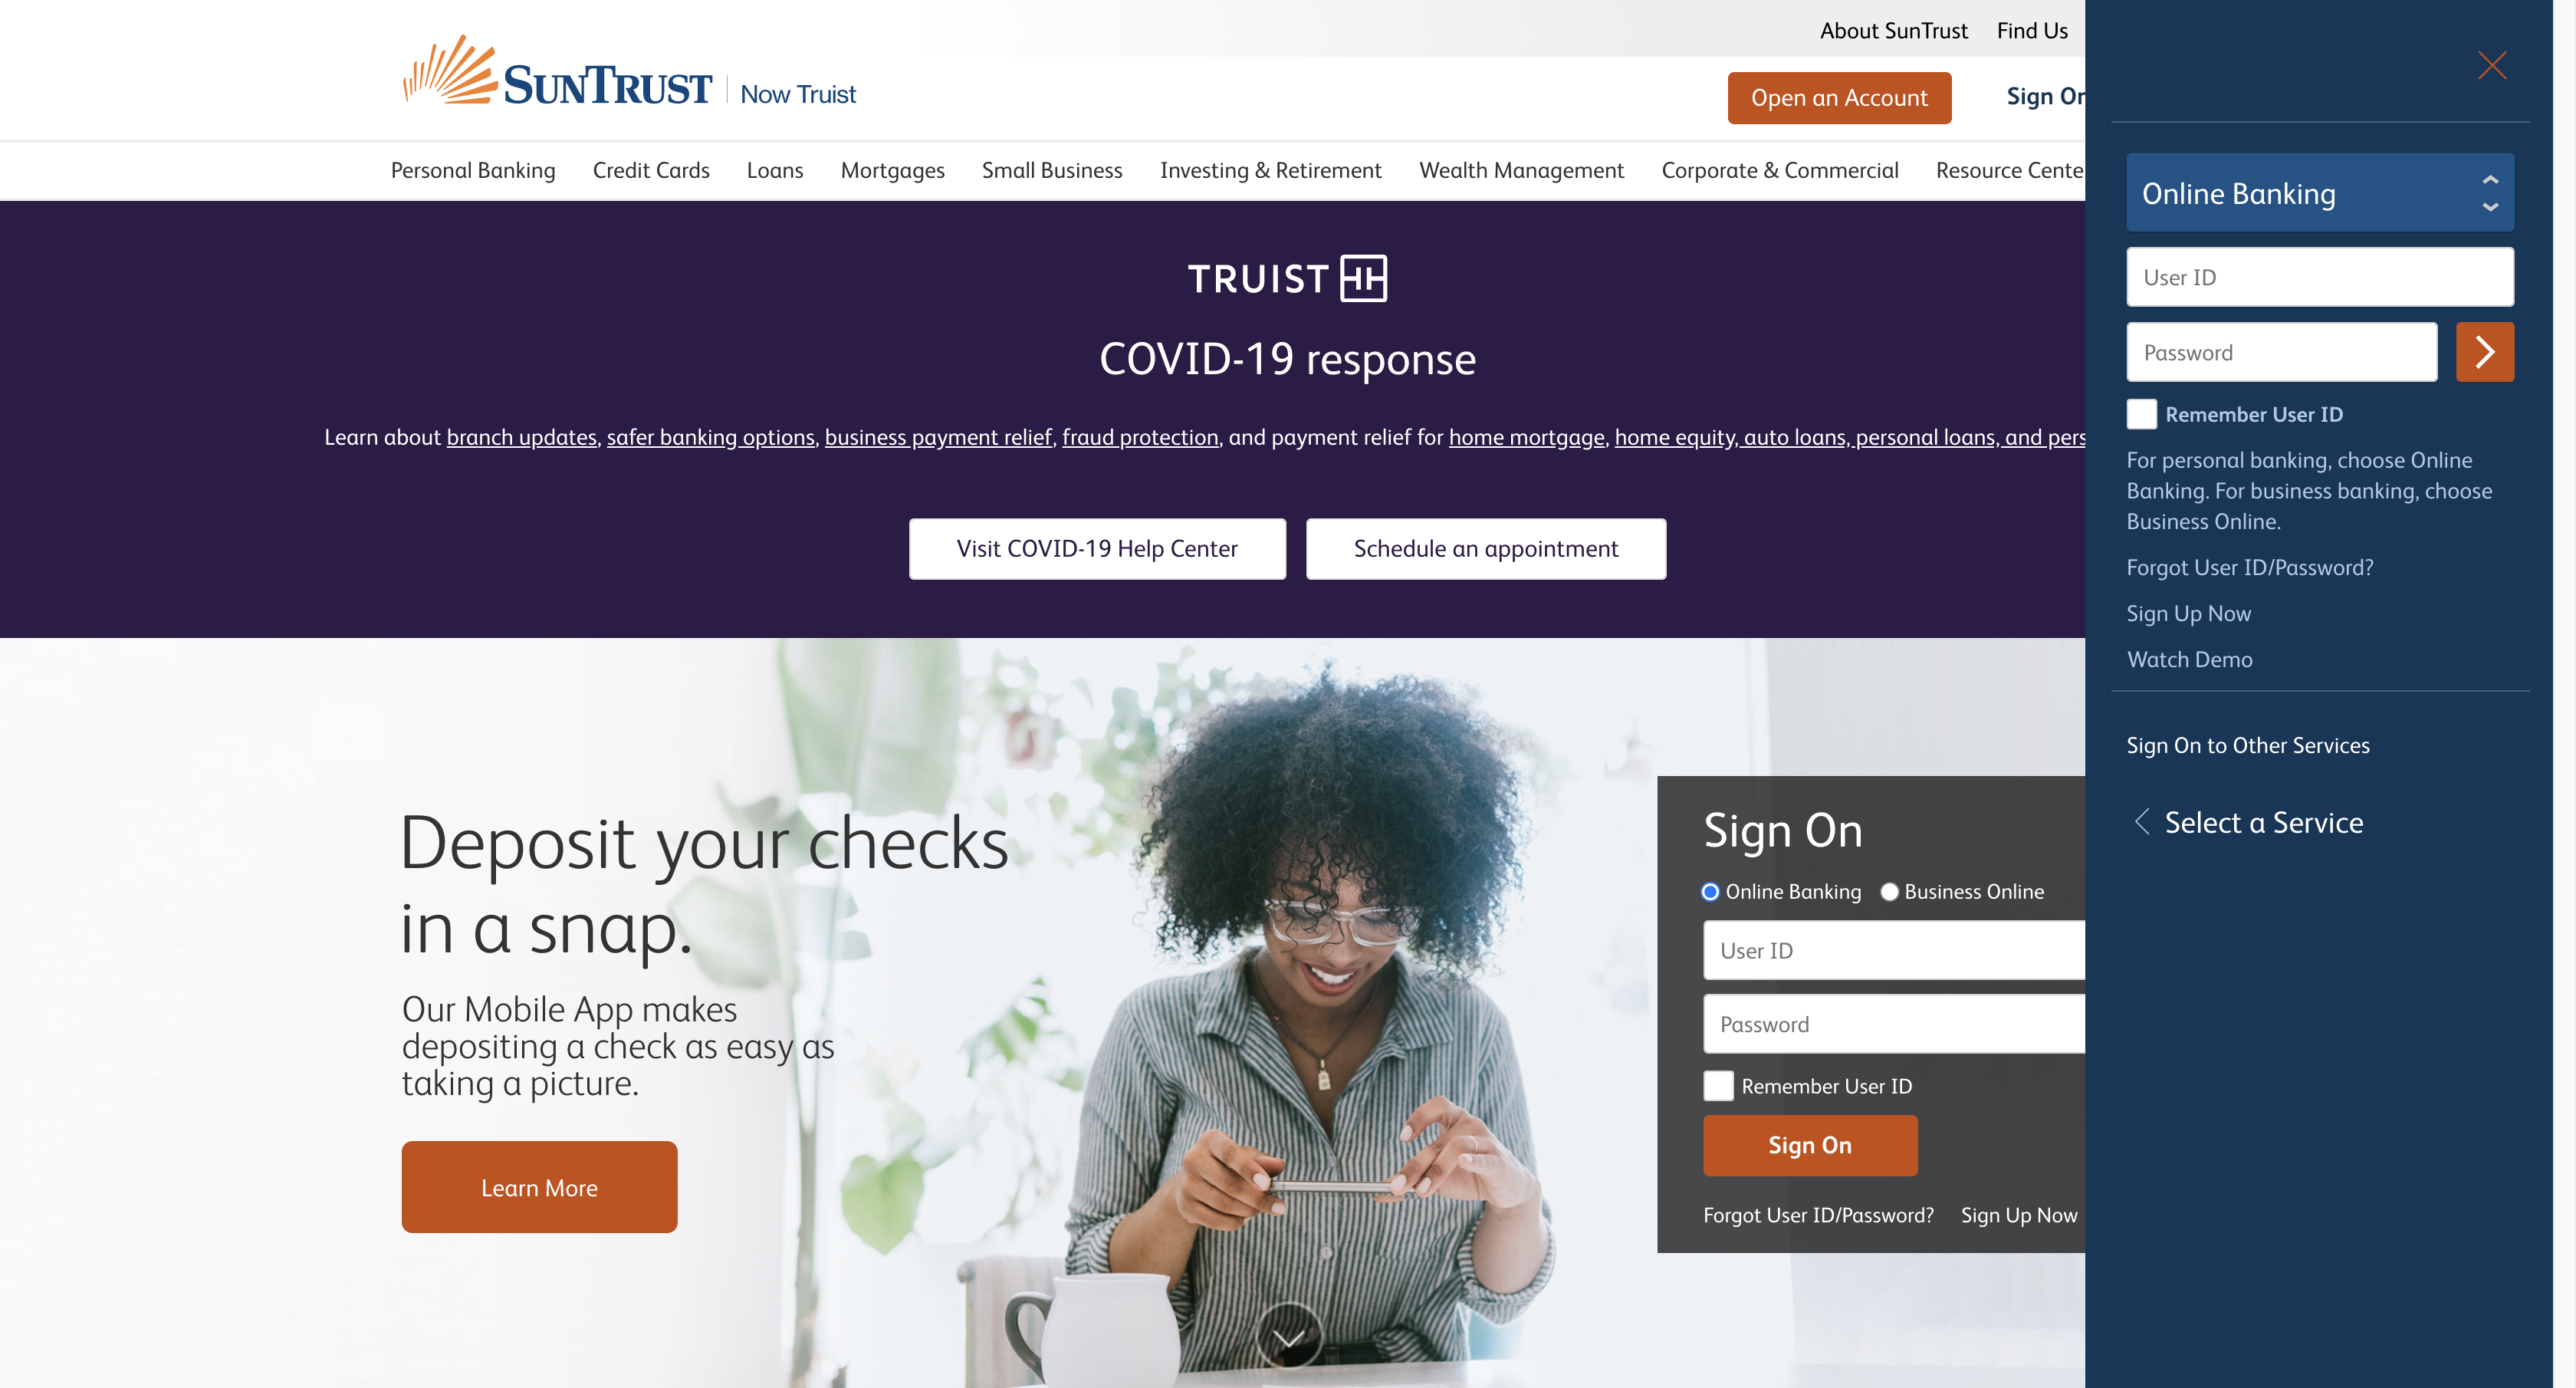 About SunTrust Find Us
SUNTRUST Now Truist
Open an Account
Sign On
Personal Banking Credit Cards Loans Mortgages Small Business Investing & Retirement Wealth Management Corporate & Commercial Resource Cente
TRUIST
COVID-19 response
Learn about branch updates, safer banking options, business payment relief, fraud protection, and payment relief for home mortgage, home equity, auto loans, personal loans, and pers
Visit COVID-19 Help Center
Schedule an appointment
Deposit your checks
in a snap.
Our Mobile App makes
depositing a check as easy as
taking a picture.
Learn More
Sign On
Online Banking Business Online
User ID
Password
Remember User ID
Sign On
Forgot User ID/Password? Sign Up Now
Online Banking
User ID
Password
Remember User ID
For personal banking, choose Online
Banking. For business banking, choose
Business Online.
Forgot User ID/Password?
Sign Up Now
Watch Demo
Sign On to Other Services
Select a Service